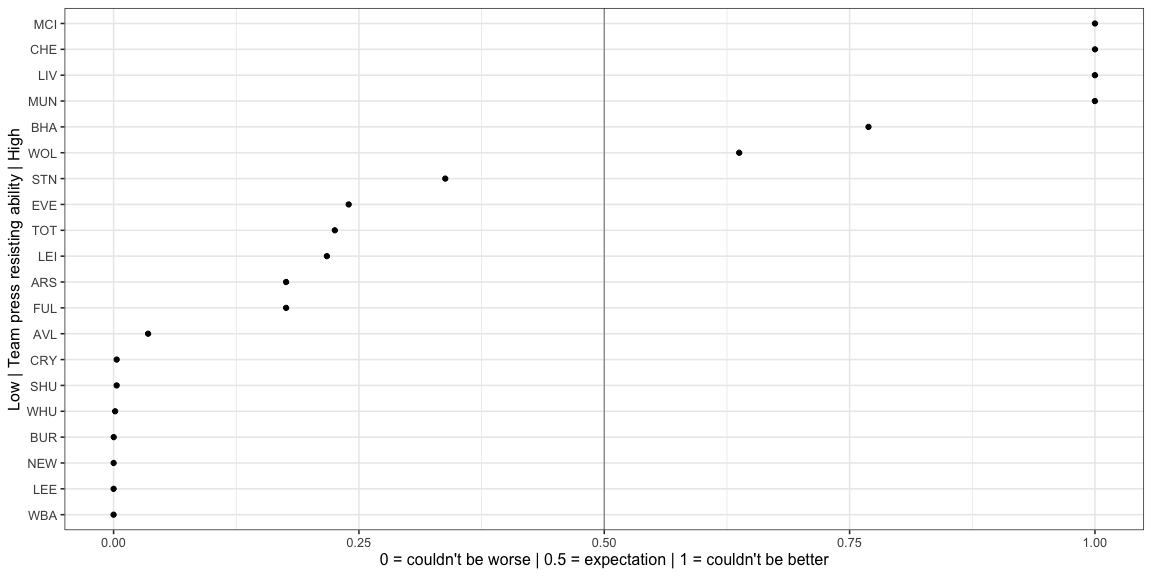 Low | Team press resisting ability | High
MCI
CHE
LIV
MUN
BHA
WOL
STN
EVE
TOT
LEI
ARS
FUL
AVL
CRY
SHU
WHU
BUR
NEW
LEE
WBA
0.00 0.25 0.50 0.75 1.00
0 = couldn't be worse | 0.5 = expectation | 1 = couldn't be better